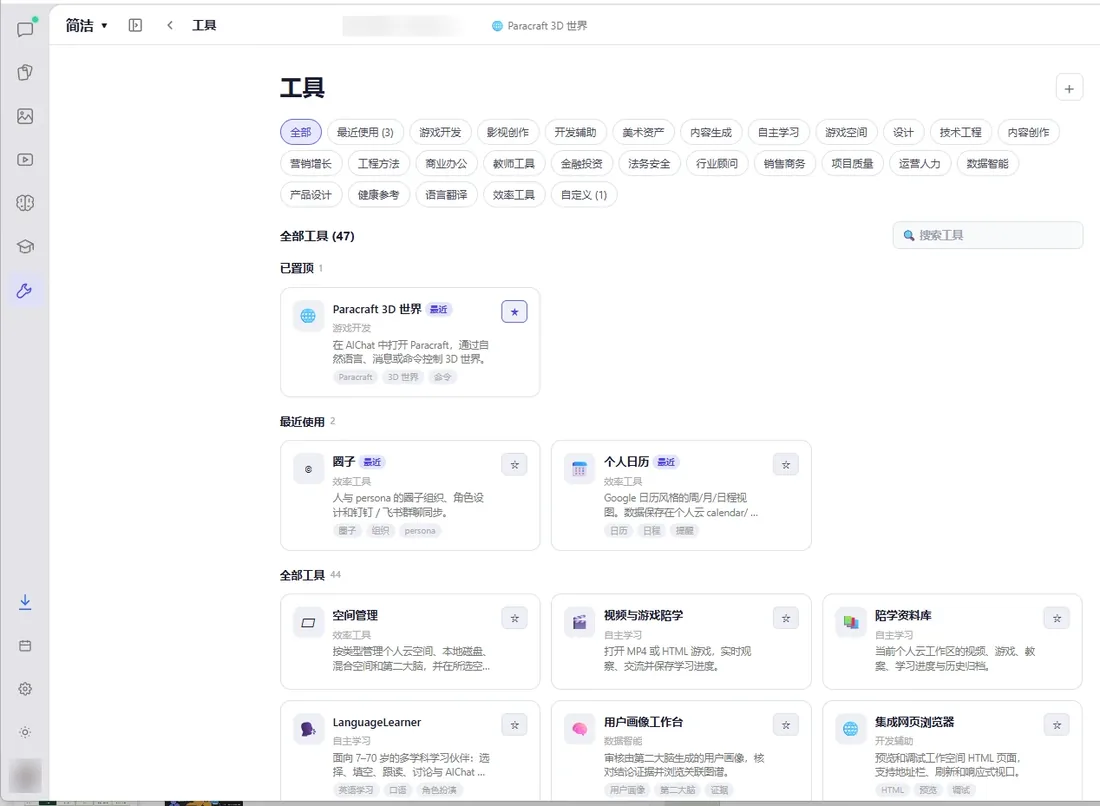 简洁 ▼
工具
Paracraft 3D 世界
工具
+
全部 最近使用 (3) 游戏开发 影视创作 开发辅助 美术资产 内容生成 自主学习 游戏空间 设计 技术工程 内容创作
营销增长 工程方法 商业办公 教师工具 金融投资 法务安全 行业顾问 销售商务 项目质量 运营人力 数据智能
产品设计 健康参考 语言翻译 效率工具 自定义 (1)
全部工具 (47)
搜索工具
已置顶 1
Paracraft 3D 世界 最近
游戏开发
在 AIChat 中打开 Paracraft，通过自
然语言、消息或命令控制 3D 世界。
Paracraft 3D 世界 命令
最近使用 2
圈子 最近
效率工具
人与 persona 的圈子组织、角色设
计和钉钉 / 飞书群聊同步。
圈子 组织 persona
个人日历 最近
效率工具
Google 日历风格的周/月/日程视
图。数据保存在个人云 calendar/ ...
日历 日程 提醒
全部工具 44
空间管理
效率工具
按类型管理个人云空间、本地磁盘、
混合空间和第二大脑，并在所选空...
视频与游戏陪学
自主学习
打开 MP4 或 HTML 游戏，实时观
察、交流并保存学习进度。
陪学资料库
自主学习
当前个人云工作区的视频、游戏、教
案、学习进度与历史归档。
LanguageLearner
自主学习
面向 7–70 岁的多学科学习伙伴：选
择、填空、跟读、讨论与 AIChat ...
英语学习 口语 角色扮演
用户画像工作台
数据智能
审核由第二大脑生成的用户画像，核
对结论证据并浏览关联图谱。
用户画像 第二大脑 证据
集成网页浏览器
开发辅助
预览和调试工作空间 HTML 页面，
支持地址栏、刷新和响应式视口。
HTML 预览 调试